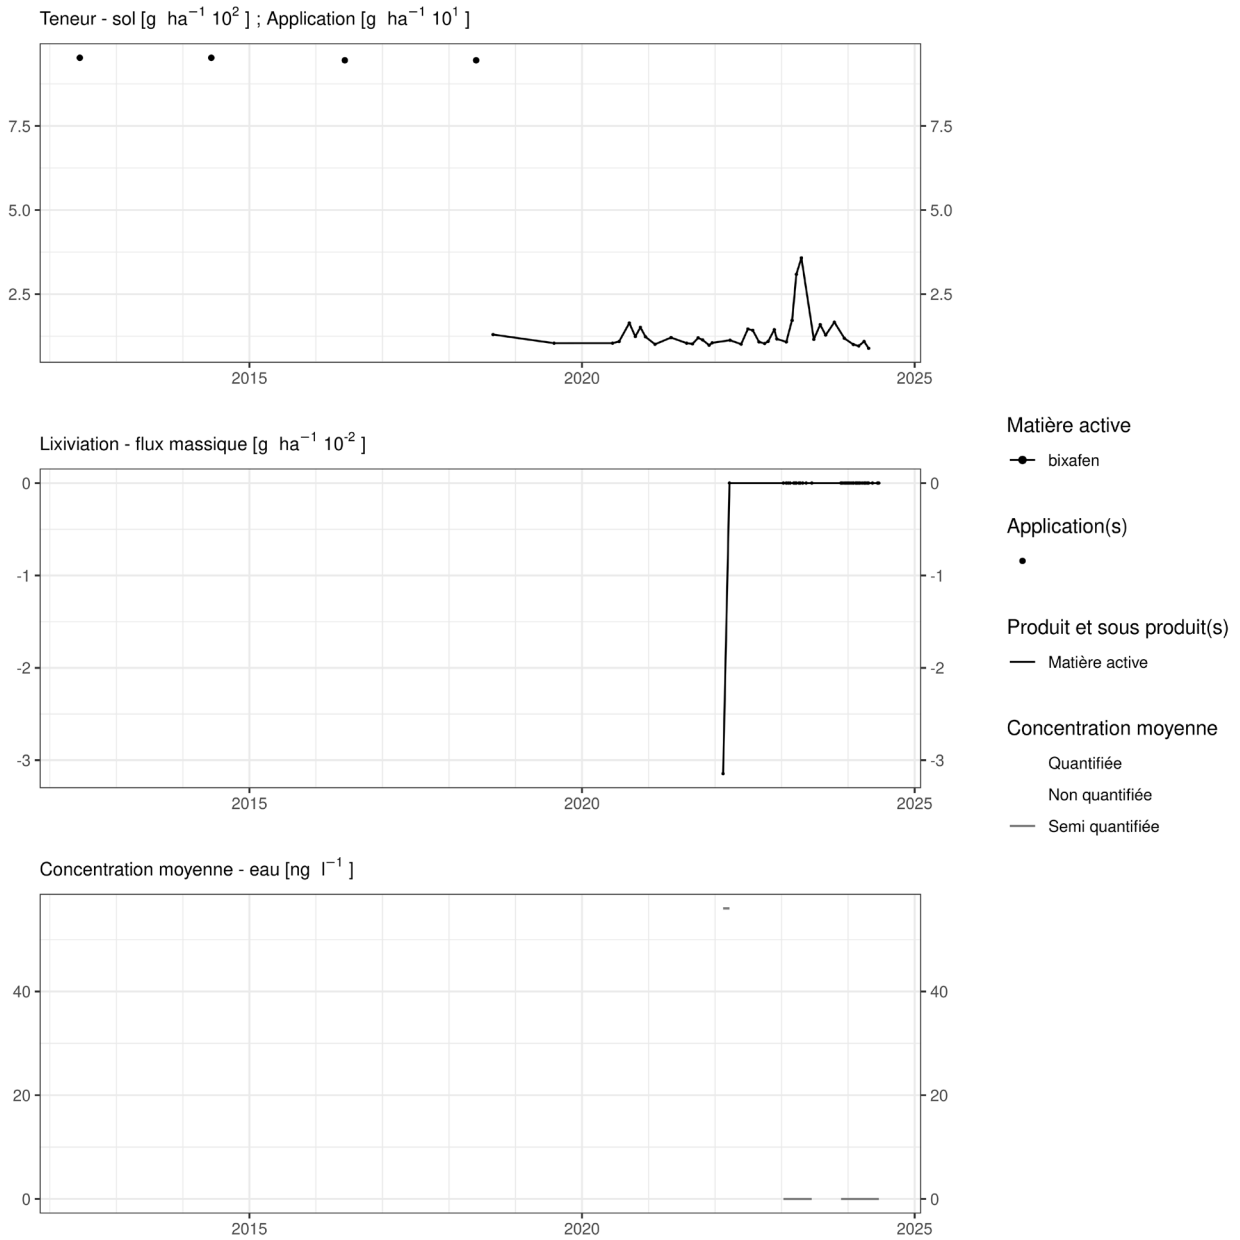 Teneur - sol [g ha⁻¹ 10² ] ; Application [g ha⁻¹ 10¹ ]
7.5
7.5
5.0
5.0
2.5
2.5
2015
2020
2025
Lixiviation - flux massique [g ha⁻¹ 10⁻² ]
0
0
-1
-1
-2
-2
-3
-3
2015
2020
2025
Concentration moyenne - eau [ng l⁻¹ ]
40
40
20
20
0
0
2015
2020
2025
Matière active
bixafen
Application(s)
Produit et sous produit(s)
Matière active
Concentration moyenne
Quantifiée
Non quantifiée
Semi quantifiée